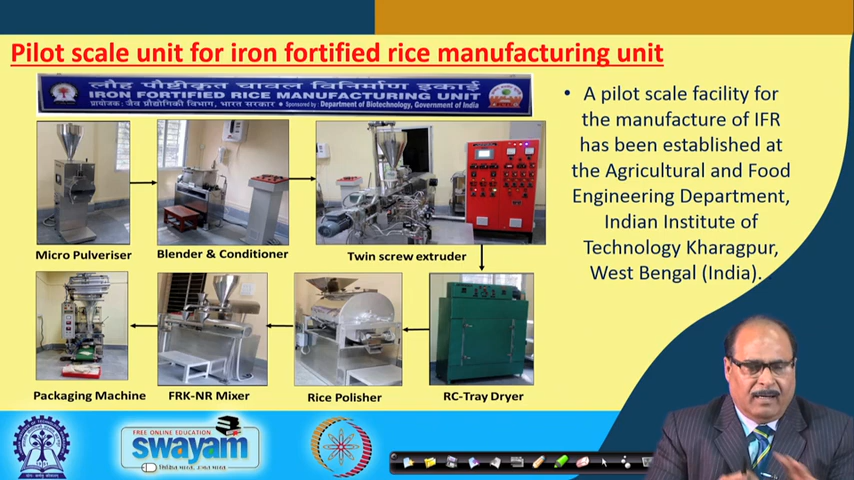 Pilot scale unit for iron fortified rice manufacturing unit
लौह पौष्टीकृत चावल विनिर्माण इकाई
IRON FORTIFIED RICE MANUFACTURING UNIT
प्रायोजक: जैव प्रौद्योगिकी विभाग, भारत सरकार • Sponsored by: Department of Biotechnology, Government of India
• A pilot scale facility for
the manufacture of IFR
has been established at
the Agricultural and Food
Engineering Department,
Indian Institute of
Technology Kharagpur,
West Bengal (India).
Micro Pulveriser
Blender & Conditioner
Twin screw extruder
Packaging Machine
FRK-NR Mixer
Rice Polisher
RC-Tray Dryer
FREE ONLINE EDUCATION
swayam